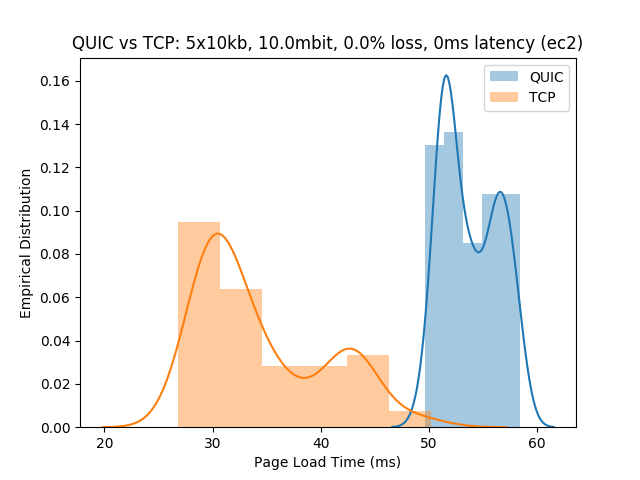 QUIC vs TCP: 5x10kb, 10.0mbit, 0.0% loss, 0ms latency (ec2)
QUIC
TCP
Empirical Distribution
0.16
0.14
0.12
0.10
0.08
0.06
0.04
0.02
0.00
20 30 40 50 60
Page Load Time (ms)